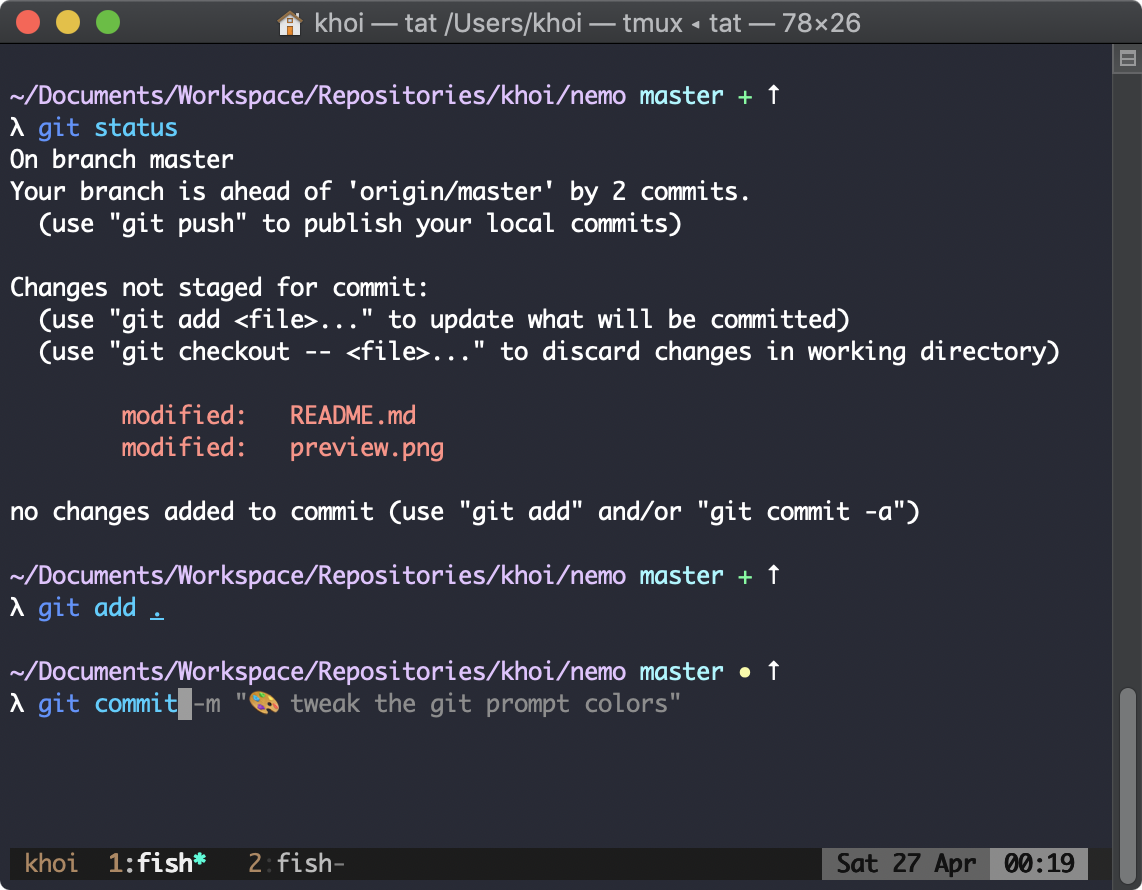 khoi — tat /Users/khoi — tmux ◂ tat — 78×26
~/Documents/Workspace/Repositories/khoi/nemo master + ↑
λ git status
On branch master
Your branch is ahead of 'origin/master' by 2 commits.
  (use "git push" to publish your local commits)
Changes not staged for commit:
  (use "git add <file>..." to update what will be committed)
  (use "git checkout -- <file>..." to discard changes in working directory)
        modified:   README.md
        modified:   preview.png
no changes added to commit (use "git add" and/or "git commit -a")
~/Documents/Workspace/Repositories/khoi/nemo master + ↑
λ git add .
~/Documents/Workspace/Repositories/khoi/nemo master • ↑
λ git commit -m "🎨 tweak the git prompt colors"
khoi  1:fish*   2:fish-   Sat 27 Apr  00:19